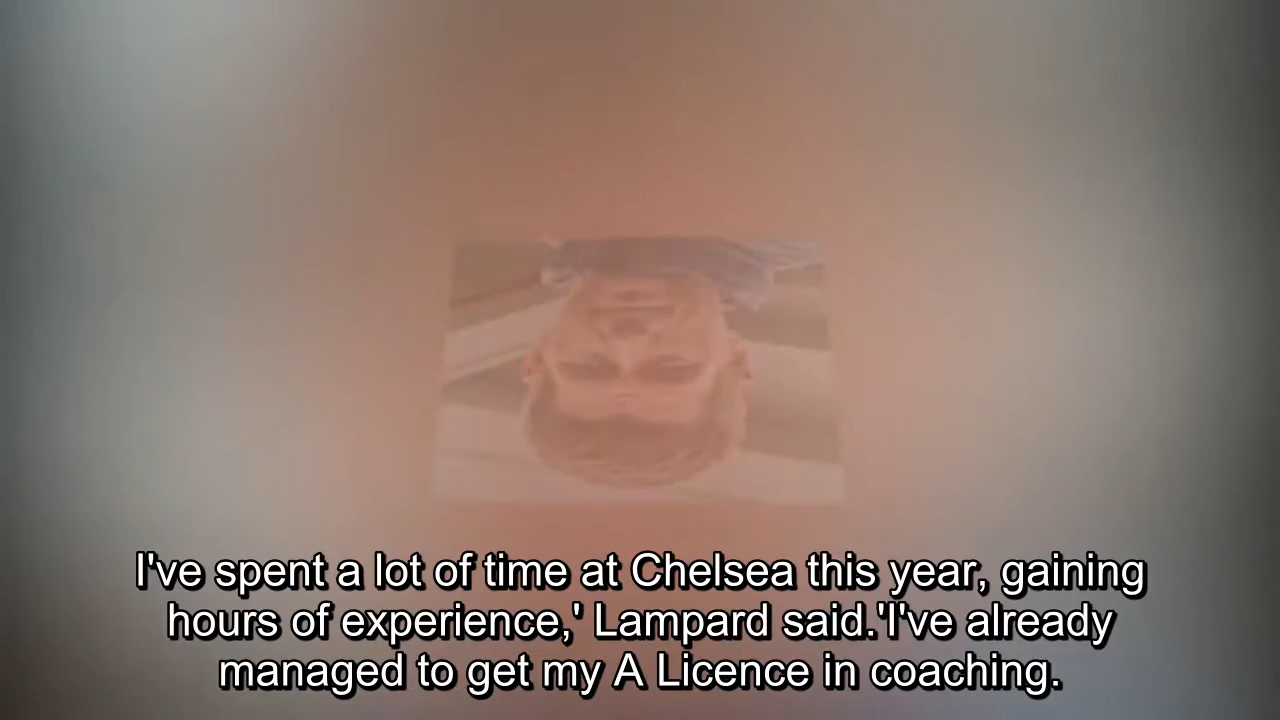 I've spent a lot of time at Chelsea this year, gaining
hours of experience,' Lampard said.'I've already
managed to get my A Licence in coaching.